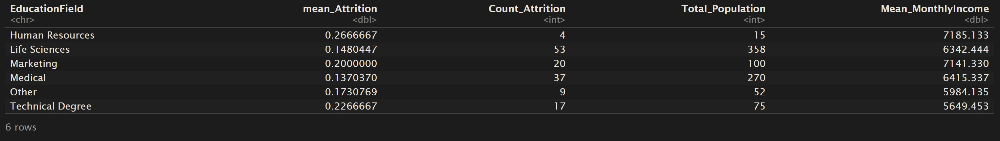 EducationField mean_Attrition Count_Attrition Total_Population Mean_MonthlyIncome
<chr> <dbl> <int> <int> <dbl>
Human Resources 0.2666667 4 15 7185.133
Life Sciences 0.1480447 53 358 6342.444
Marketing 0.2000000 20 100 7141.330
Medical 0.1370370 37 270 6415.337
Other 0.1730769 9 52 5984.135
Technical Degree 0.2266667 17 75 5649.453
6 rows